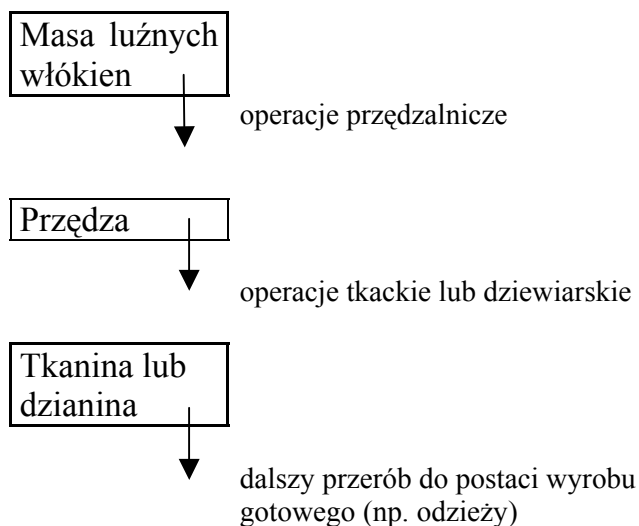 Masa luźnych
włókien
operacje przędzalnicze
Przędza
operacje tkackie lub dziewiarskie
Tkanina lub
dzianina
dalszy przerób do postaci wyrobu
gotowego (np. odzieży)